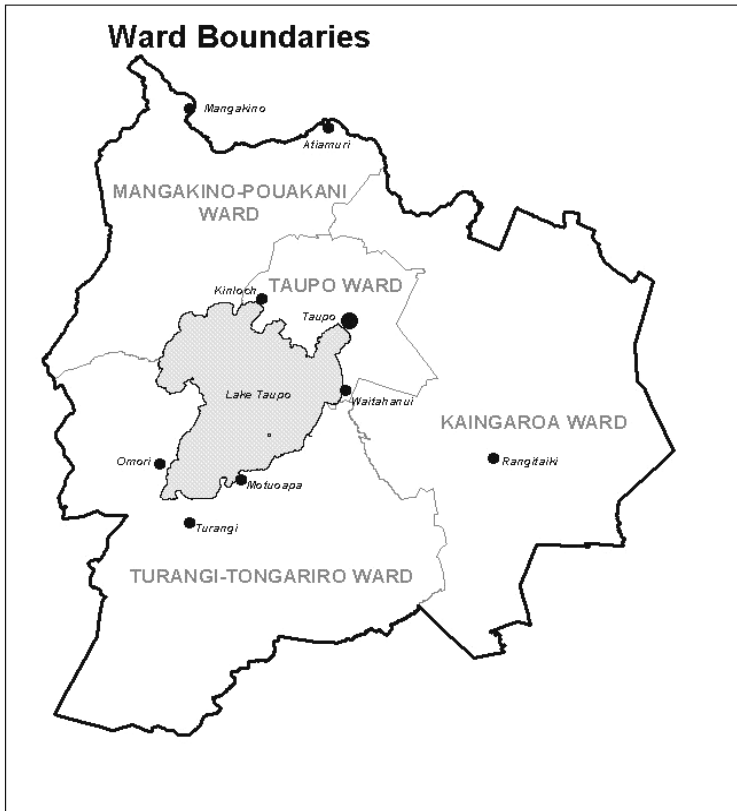 Ward Boundaries
Mangakino
Atiamuri
MANGAKINO-POUAKANI
WARD
Kinloch
TAUPO WARD
Taupo
Lake Taupo
Waitahanui
KAINGAROA WARD
Omori
Rangitaiki
Motuoapa
Turangi
TURANGI-TONGARIRO WARD